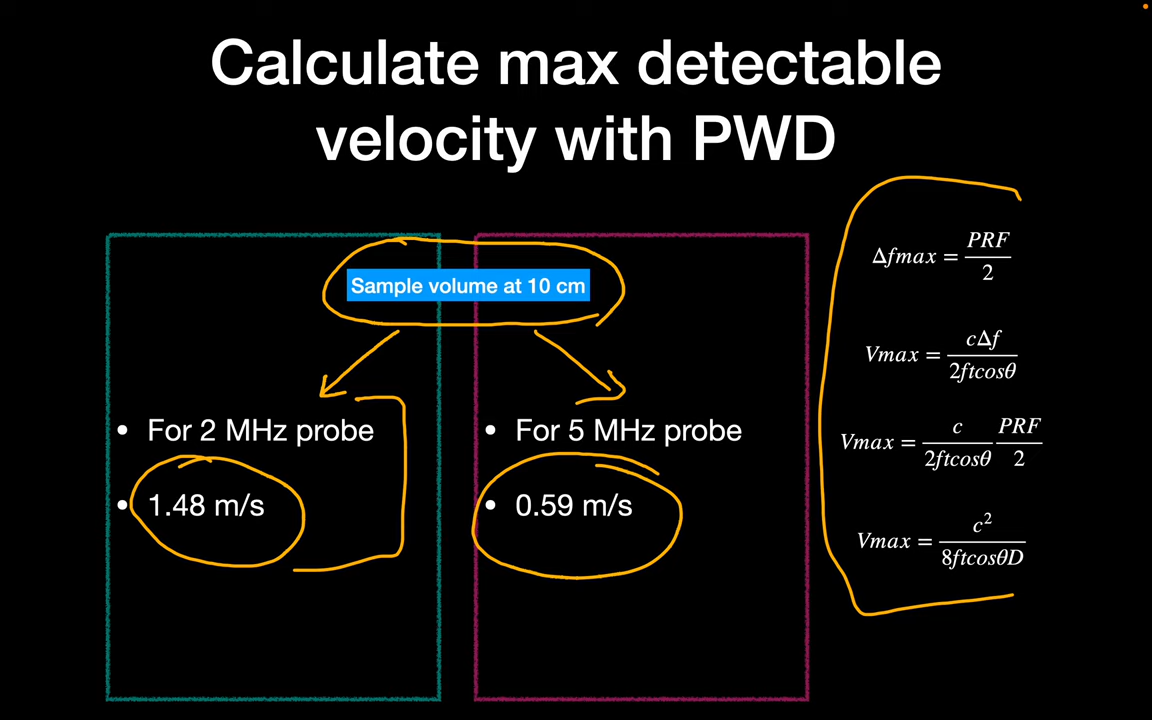 Calculate max detectable
velocity with PWD
Sample volume at 10 cm
• For 2 MHz probe
• 1.48 m/s
• For 5 MHz probe
• 0.59 m/s
Δfmax = PRF/2
Vmax = cΔf/2ftcosθ
Vmax = c/2ftcosθ PRF/2
Vmax = c²/8ftcosθD